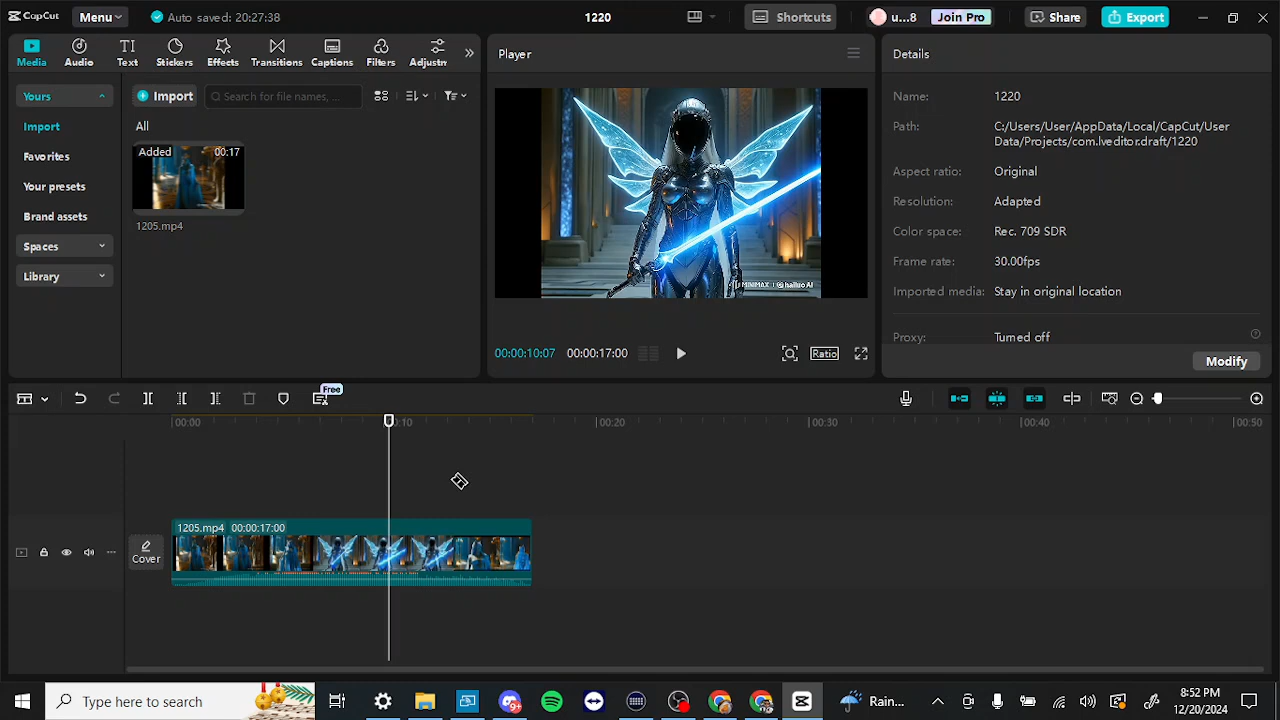 CapCut Menu Auto saved: 20:27:38 1220 Shortcuts u...8 Join Pro Share Export
Media Audio Text Stickers Effects Transitions Captions Filters Adjustm
Player
Details
Yours
Import
Favorites
Your presets
Brand assets
Spaces
Library
Import Search for file names, ...
All
Added 00:17
1205.mp4
MINIMAX | hailuo AI
00:00:10:07 00:00:17:00 Ratio
Name: 1220
Path: C:/Users/User/AppData/Local/CapCut/User
Data/Projects/com.lveditor.draft/1220
Aspect ratio: Original
Resolution: Adapted
Color space: Rec. 709 SDR
Frame rate: 30.00fps
Imported media: Stay in original location
Proxy: Turned off
Modify
Free
00:00 0:10 00:20 00:30 00:40 00:50
1205.mp4 00:00:17:00
Cover
Type here to search 9+ Rain... 8:52 PM
12/20/2024